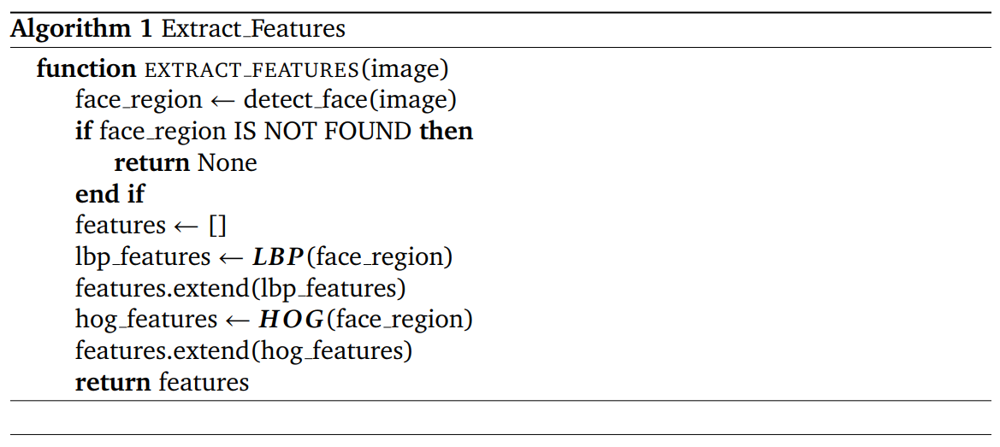 Algorithm 1 Extract_Features
function EXTRACT_FEATURES(image)
face_region ← detect_face(image)
if face_region IS NOT FOUND then
return None
end if
features ← []
lbp_features ← LBP(face_region)
features.extend(lbp_features)
hog_features ← HOG(face_region)
features.extend(hog_features)
return features